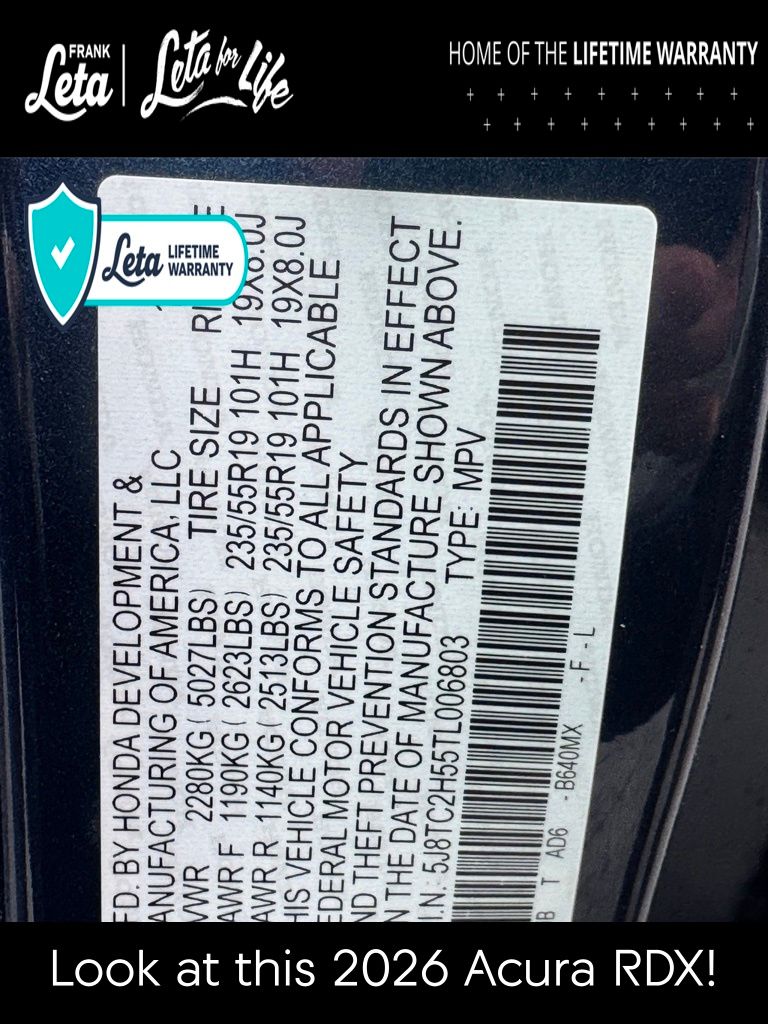 FRANK
Leta
Leta for Life
HOME OF THE LIFETIME WARRANTY
Leta LIFETIME
WARRANTY
FD. BY HONDA DEVELOPMENT &
ANUFACTURING OF AMERICA, LLC
VWR 2280KG ( 5027LBS) TIRE SIZE
AWR F 1190KG ( 2623LBS) 235/55R19 101H 19X8.0J
AWR R 1140KG ( 2513LBS) 235/55R19 101H 19X8.0J
HIS VEHICLE CONFORMS TO ALL APPLICABLE
EDERAL MOTOR VEHICLE SAFETY
ND THEFT PREVENTION STANDARDS IN EFFECT
N THE DATE OF MANUFACTURE SHOWN ABOVE.
.I.N.: 5J8TC2H55TL006803 TYPE: MPV
B T AD6 -B640MX -F-L
Look at this 2026 Acura RDX!